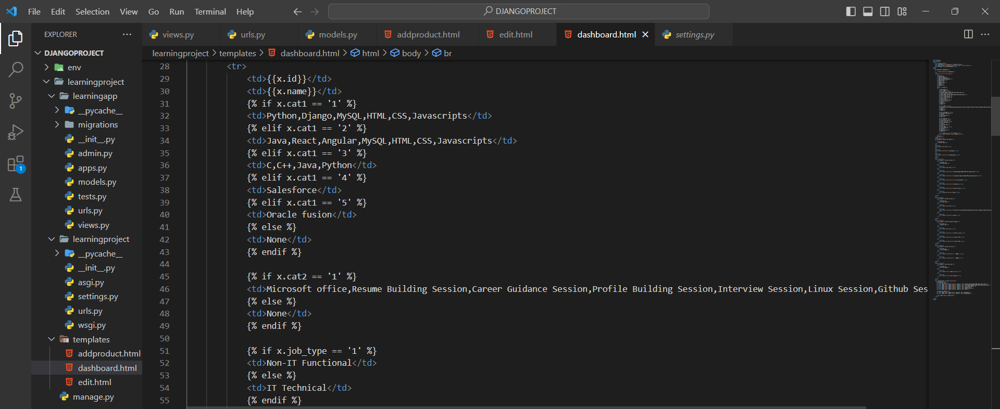 File Edit Selection View Go Run Terminal Help
DJANGOPROJECT
EXPLORER
views.py urls.py models.py addproduct.html edit.html dashboard.html settings.py
learningproject > templates > dashboard.html > html > body > br
DJANGOPROJECT
env
learningproject
learningapp
__pycache__
migrations
__init__.py
admin.py
apps.py
models.py
tests.py
urls.py
views.py
learningproject
__pycache__
__init__.py
asgi.py
settings.py
urls.py
wsgi.py
templates
addproduct.html
dashboard.html
edit.html
manage.py
1
28 <tr>
29 <td>{{x.id}}</td>
30 <td>{{x.name}}</td>
31 {% if x.cat1 == '1' %}
32 <td>Python,Django,MySQL,HTML,CSS,Javascripts</td>
33 {% elif x.cat1 == '2' %}
34 <td>Java,React,Angular,MySQL,HTML,CSS,Javascripts</td>
35 {% elif x.cat1 == '3' %}
36 <td>C,C++,Java,Python</td>
37 {% elif x.cat1 == '4' %}
38 <td>Salesforce</td>
39 {% elif x.cat1 == '5' %}
40 <td>Oracle fusion</td>
41 {% else %}
42 <td>None</td>
43 {% endif %}
44
45 {% if x.cat2 == '1' %}
46 <td>Microsoft office,Resume Building Session,Career Guidance Session,Profile Building Session,Interview Session,Linux Session,Github Ses
47 {% else %}
48 <td>None</td>
49 {% endif %}
50
51 {% if x.job_type == '1' %}
52 <td>Non-IT Functional</td>
53 {% else %}
54 <td>IT Technical</td>
55 {% endif %}